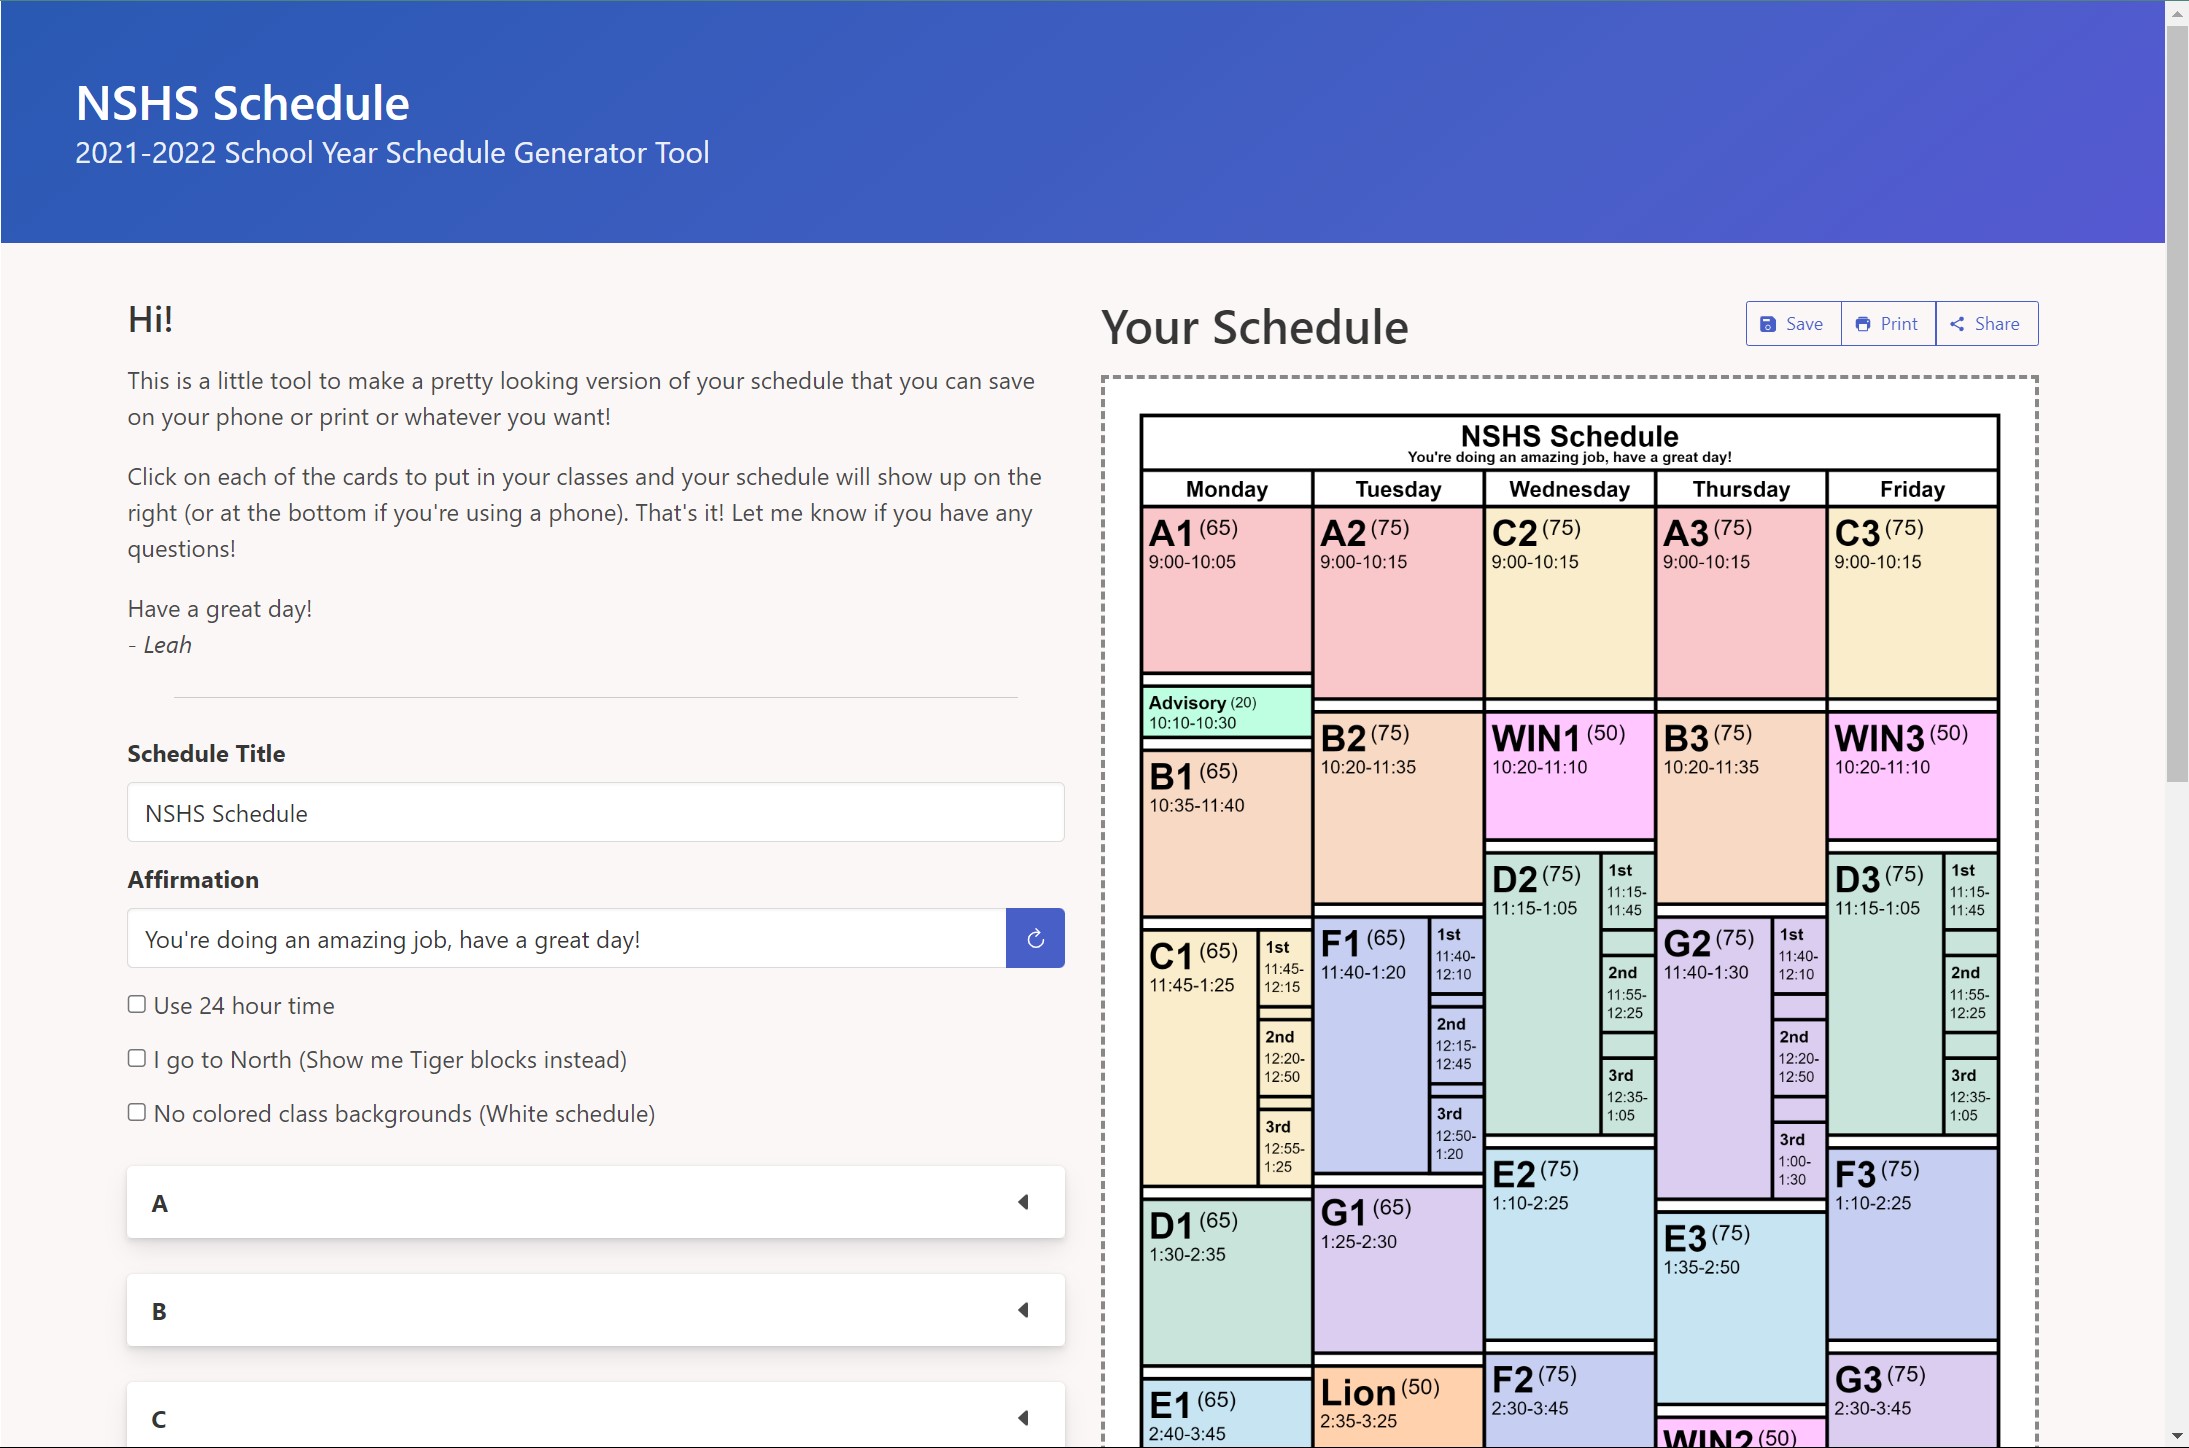 NSHS Schedule
2021-2022 School Year Schedule Generator Tool
Hi!
This is a little tool to make a pretty looking version of your schedule that you can save
on your phone or print or whatever you want!
Click on each of the cards to put in your classes and your schedule will show up on the
right (or at the bottom if you're using a phone). That's it! Let me know if you have any
questions!
Have a great day!
- Leah
Schedule Title
NSHS Schedule
Affirmation
You're doing an amazing job, have a great day!
Use 24 hour time
I go to North (Show me Tiger blocks instead)
No colored class backgrounds (White schedule)
A
B
C
Your Schedule
Save
Print
Share
NSHS Schedule
You're doing an amazing job, have a great day!
Monday
Tuesday
Wednesday
Thursday
Friday
A1 (65)
9:00-10:05
Advisory (20)
10:10-10:30
B1 (65)
10:35-11:40
C1 (65)
11:45-1:25
1st
11:45-
12:15
2nd
12:20-
12:50
3rd
12:55-
1:25
D1 (65)
1:30-2:35
E1 (65)
2:40-3:45
A2 (75)
9:00-10:15
B2 (75)
10:20-11:35
F1 (65)
11:40-1:20
1st
11:40-
12:10
2nd
12:15-
12:45
3rd
12:50-
1:20
G1 (65)
1:25-2:30
Lion (50)
2:35-3:25
C2 (75)
9:00-10:15
WIN1 (50)
10:20-11:10
D2 (75)
11:15-1:05
1st
11:15-
11:45
2nd
11:55-
12:25
3rd
12:35-
1:05
E2 (75)
1:10-2:25
F2 (75)
2:30-3:45
A3 (75)
9:00-10:15
B3 (75)
10:20-11:35
G2 (75)
11:40-1:30
1st
11:40-
12:10
2nd
12:20-
12:50
3rd
1:00-
1:30
E3 (75)
1:35-2:50
WIN2 (50)
C3 (75)
9:00-10:15
WIN3 (50)
10:20-11:10
D3 (75)
11:15-1:05
1st
11:15-
11:45
2nd
11:55-
12:25
3rd
12:35-
1:05
F3 (75)
1:10-2:25
G3 (75)
2:30-3:45